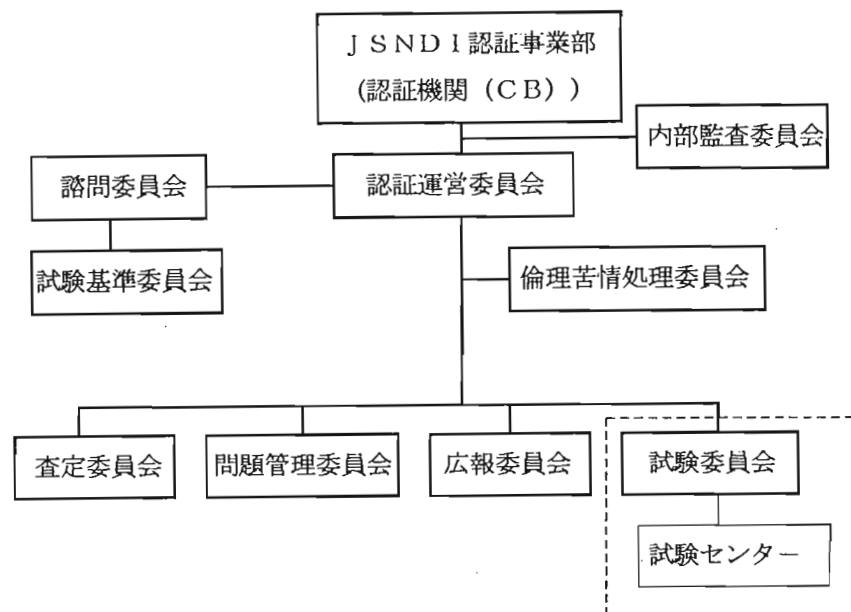 JSNDI認証事業部
(認証機関（CB））
内部監査委員会
諮問委員会
認証運営委員会
試験基準委員会
倫理苦情処理委員会
査定委員会
問題管理委員会
広報委員会
試験委員会
試験センター